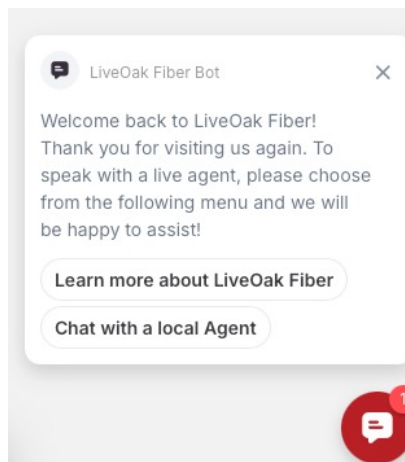 LiveOak Fiber Bot
Welcome back to LiveOak Fiber!
Thank you for visiting us again. To
speak with a live agent, please choose
from the following menu and we will
be happy to assist!
Learn more about LiveOak Fiber
Chat with a local Agent
1